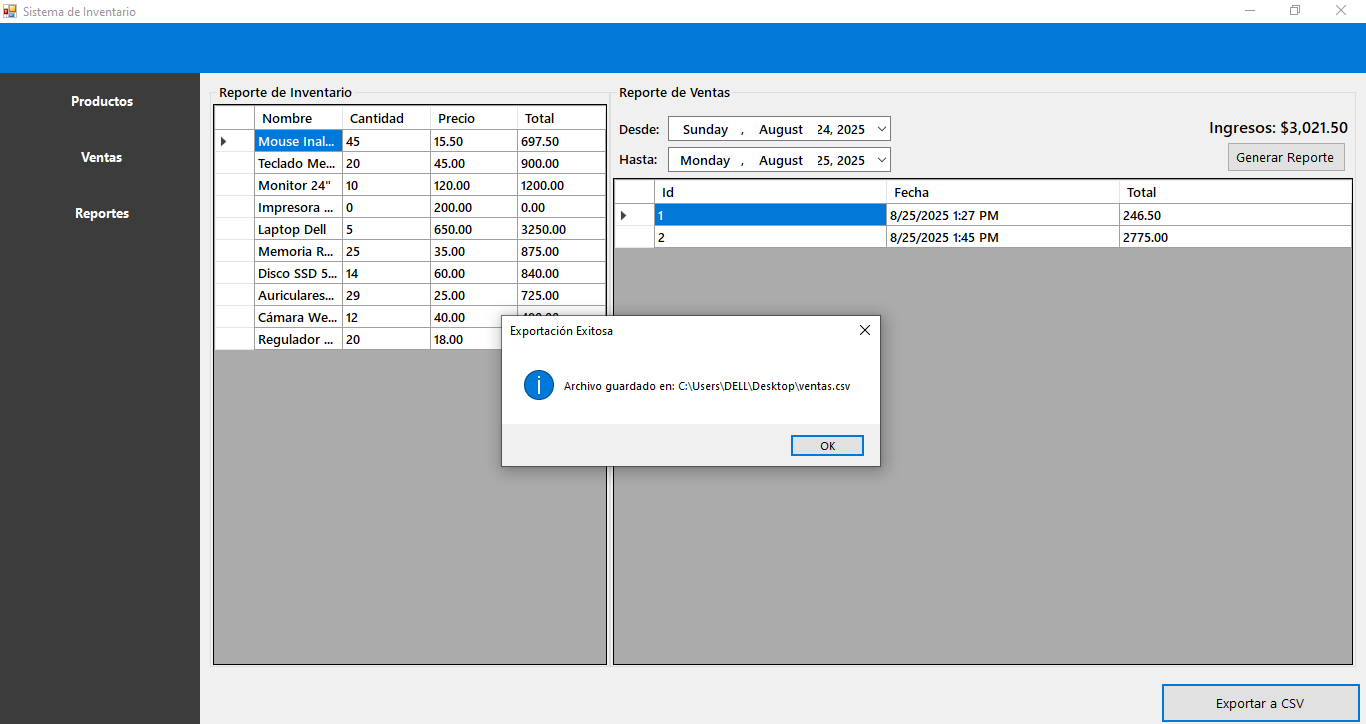 Sistema de Inventario
Productos
Ventas
Reportes
Reporte de Inventario
Nombre Cantidad Precio Total
Mouse Inal... 45 15.50 697.50
Teclado Me... 20 45.00 900.00
Monitor 24" 10 120.00 1200.00
Impresora ... 0 200.00 0.00
Laptop Dell 5 650.00 3250.00
Memoria R... 25 35.00 875.00
Disco SSD 5... 14 60.00 840.00
Auriculares... 29 25.00 725.00
Cámara We... 12 40.00
Regulador ... 20 18.00
Reporte de Ventas
Desde: Sunday , August 24, 2025
Hasta: Monday , August 25, 2025
Ingresos: $3,021.50
Generar Reporte
Id Fecha Total
1 8/25/2025 1:27 PM 246.50
2 8/25/2025 1:45 PM 2775.00
Exportación Exitosa
Archivo guardado en: C:\Users\DELL\Desktop\ventas.csv
OK
Exportar a CSV